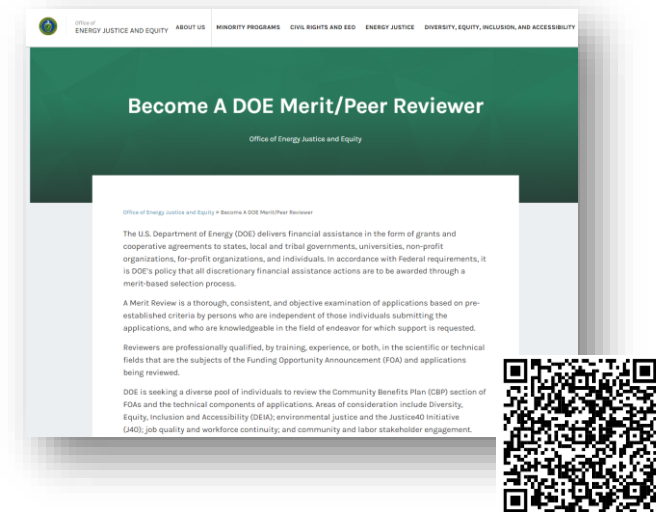 Office of
ENERGY JUSTICE AND EQUITY
ABOUT US MINORITY PROGRAMS CIVIL RIGHTS AND EEO ENERGY JUSTICE DIVERSITY, EQUITY, INCLUSION, AND ACCESSIBILITY
Become A DOE Merit/Peer Reviewer
Office of Energy Justice and Equity
Office of Energy Justice and Equity » Become A DOE Merit/Peer Reviewer
The U.S. Department of Energy (DOE) delivers financial assistance in the form of grants and
cooperative agreements to states, local and tribal governments, universities, non-profit
organizations, for-profit organizations, and individuals. In accordance with Federal requirements, it
is DOE's policy that all discretionary financial assistance actions are to be awarded through a
merit-based selection process.
A Merit Review is a thorough, consistent, and objective examination of applications based on pre-
established criteria by persons who are independent of those individuals submitting the
applications, and who are knowledgeable in the field of endeavor for which support is requested.
Reviewers are professionally qualified, by training, experience, or both, in the scientific or technical
fields that are the subjects of the Funding Opportunity Announcement (FOA) and applications
being reviewed.
DOE is seeking a diverse pool of individuals to review the Community Benefits Plan (CBP) section of
FOAs and the technical components of applications. Areas of consideration include Diversity,
Equity, Inclusion and Accessibility (DEIA); environmental justice and the Justice40 Initiative
(J40); job quality and workforce continuity; and community and labor stakeholder engagement.